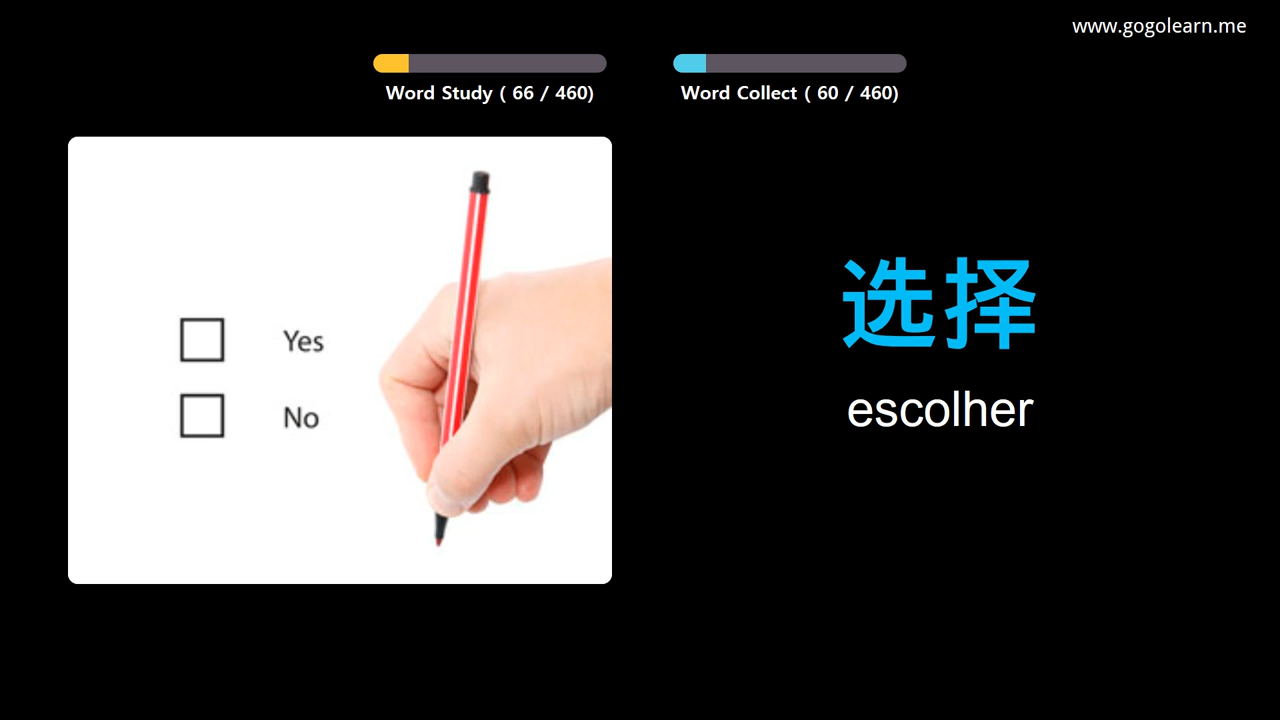 www.gogolearn.me
Word Study ( 66 / 460)
Word Collect ( 60 / 460)
Yes
No
选择
escolher